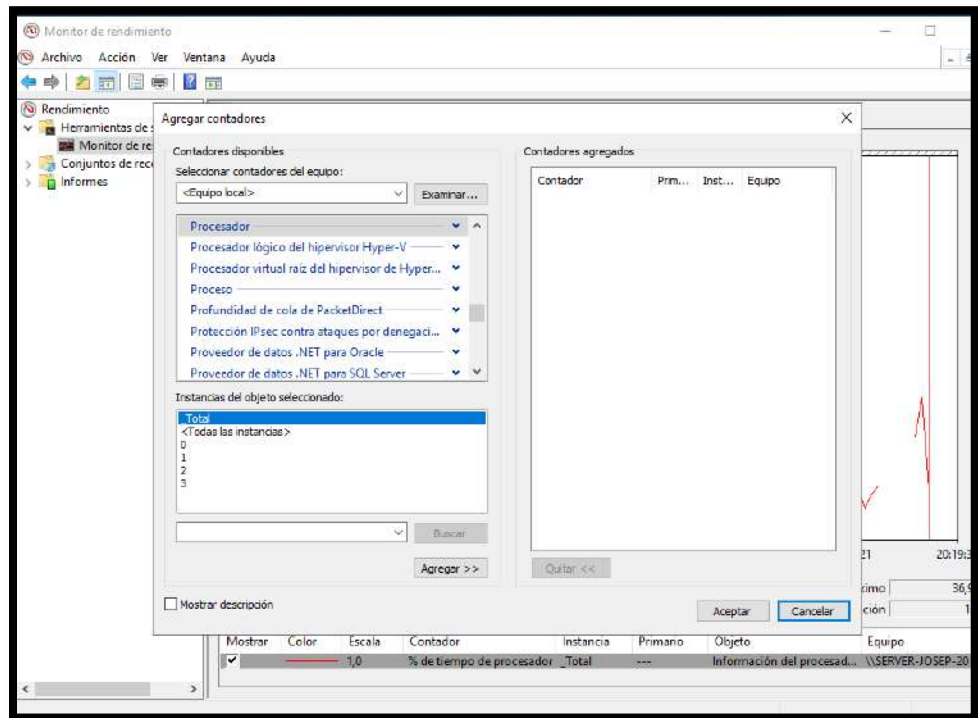 Monitor de rendimiento
Archivo Acción Ver Ventana Ayuda
Rendimiento
Herramientas de s
Monitor de re
Conjuntos de rec
Informes
Agregar contadores
Contadores disponibles
Seleccionar contadores del equipo:
<Equipo local>
Examinar...
Procesador
Procesador lógico del hipervisor Hyper-V
Procesador virtual raíz del hipervisor de Hyper...
Proceso
Profundidad de cola de PacketDirect
Protección IPsec contra ataques por denegaci...
Proveedor de datos .NET para Oracle
Proveedor de datos .NET para SQL Server
Instancias del objeto seleccionado:
_Total
<Todas las instancias>
0
1
2
3
Buscar
Agregar >>
Mostrar descripción
Contadores agregados
Contador Prim... Inst... Equipo
Quitar <<
Aceptar Cancelar
21 20:19:3
ximo 36,9
ción 1
Mostrar Color Escala Contador Instancia Primario Objeto Equipo
1,0 % de tiempo de procesador _Total --- Información del procesad... \\SERVER-JOSEP-20